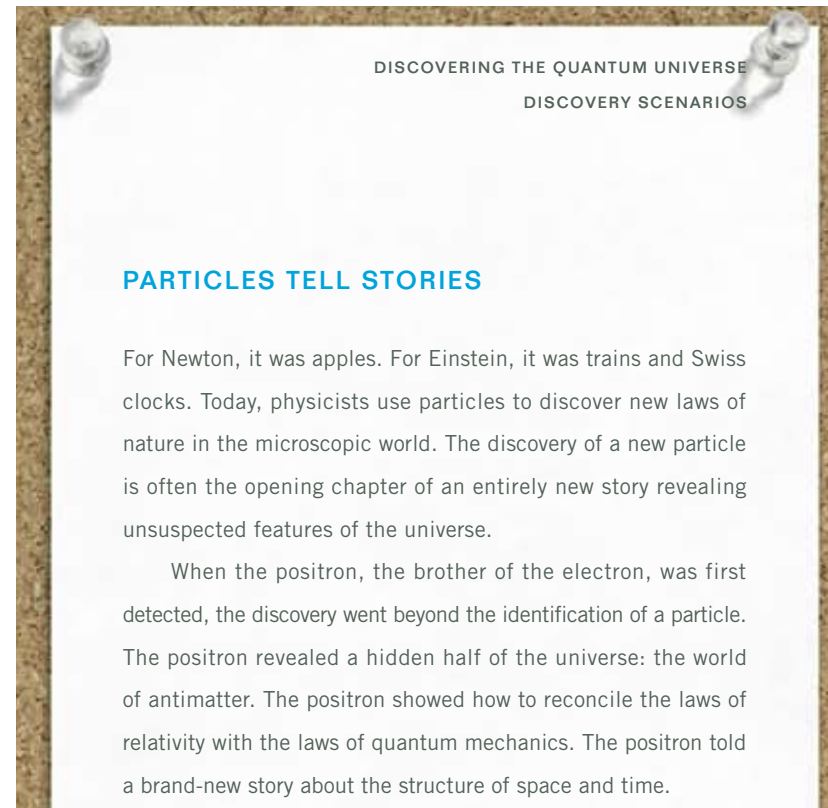 DISCOVERING THE QUANTUM UNIVERSE
DISCOVERY SCENARIOS
PARTICLES TELL STORIES
For Newton, it was apples. For Einstein, it was trains and Swiss
clocks. Today, physicists use particles to discover new laws of
nature in the microscopic world. The discovery of a new particle
is often the opening chapter of an entirely new story revealing
unsuspected features of the universe.
When the positron, the brother of the electron, was first
detected, the discovery went beyond the identification of a particle.
The positron revealed a hidden half of the universe: the world
of antimatter. The positron showed how to reconcile the laws of
relativity with the laws of quantum mechanics. The positron told
a brand-new story about the structure of space and time.